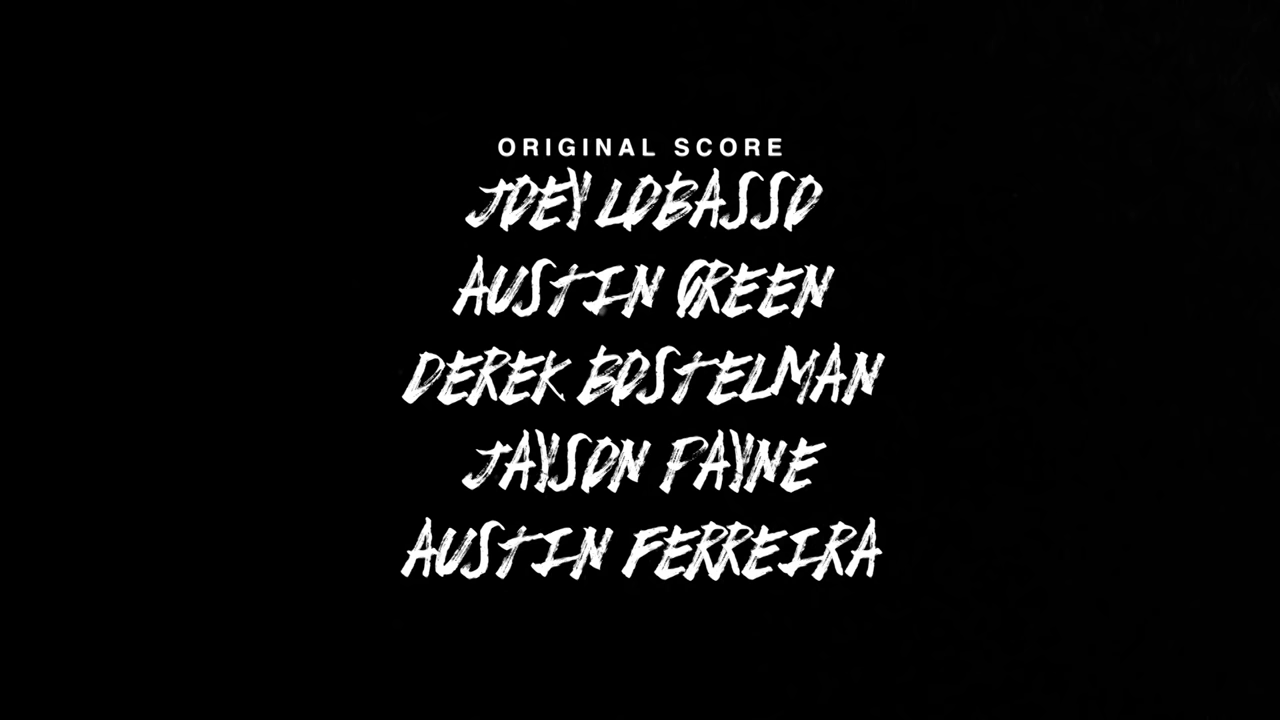 ORIGINAL SCORE
JOEY LOBASSO
AUSTIN GREEN
DEREK BOSTELMAN
JAYSON PAYNE
AUSTIN FERREIRA